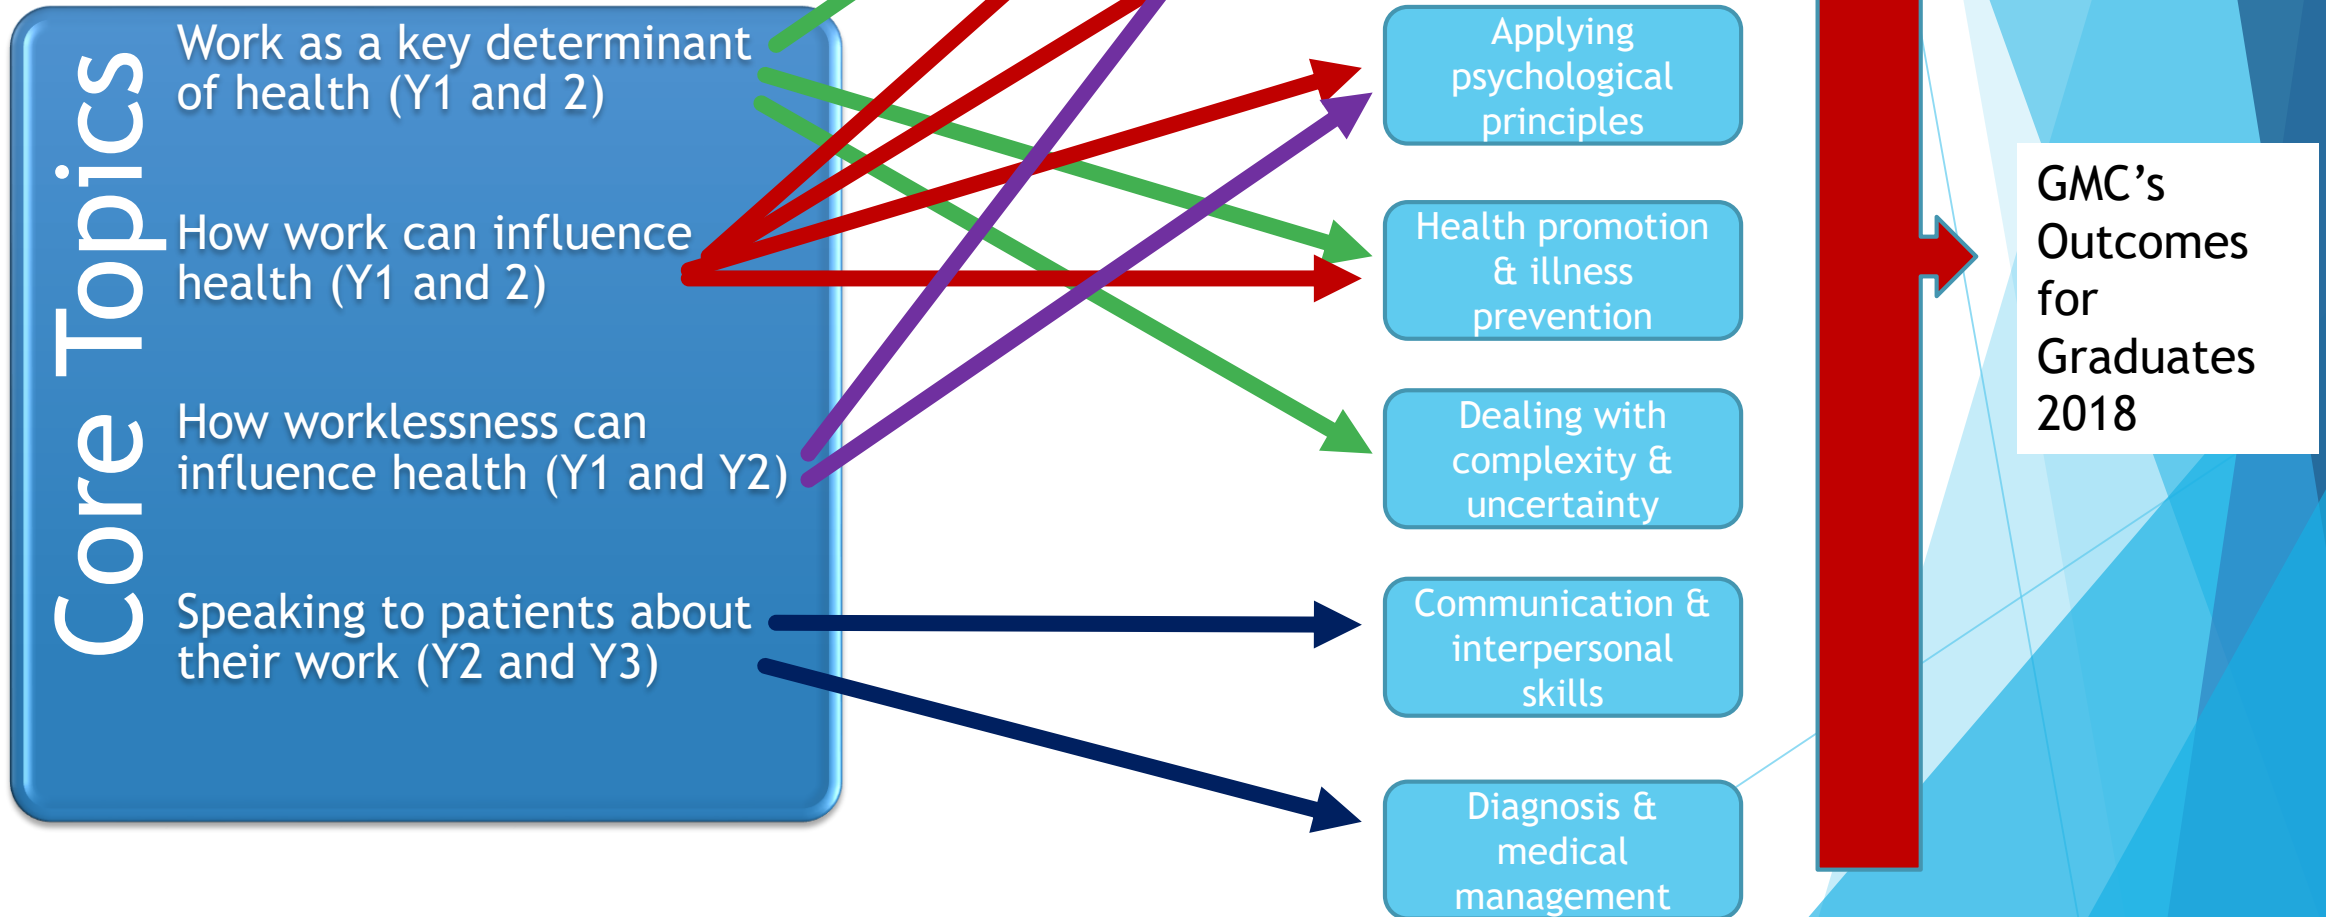 Core Topics
Work as a key determinant
of health (Y1 and 2)
How work can influence
health (Y1 and 2)
How worklessness can
influence health (Y1 and Y2)
Speaking to patients about
their work (Y2 and Y3)
Applying
psychological
principles
Health promotion
& illness
prevention
Dealing with
complexity &
uncertainty
Communication &
interpersonal
skills
Diagnosis &
medical
management
GMC’s
Outcomes
for
Graduates
2018